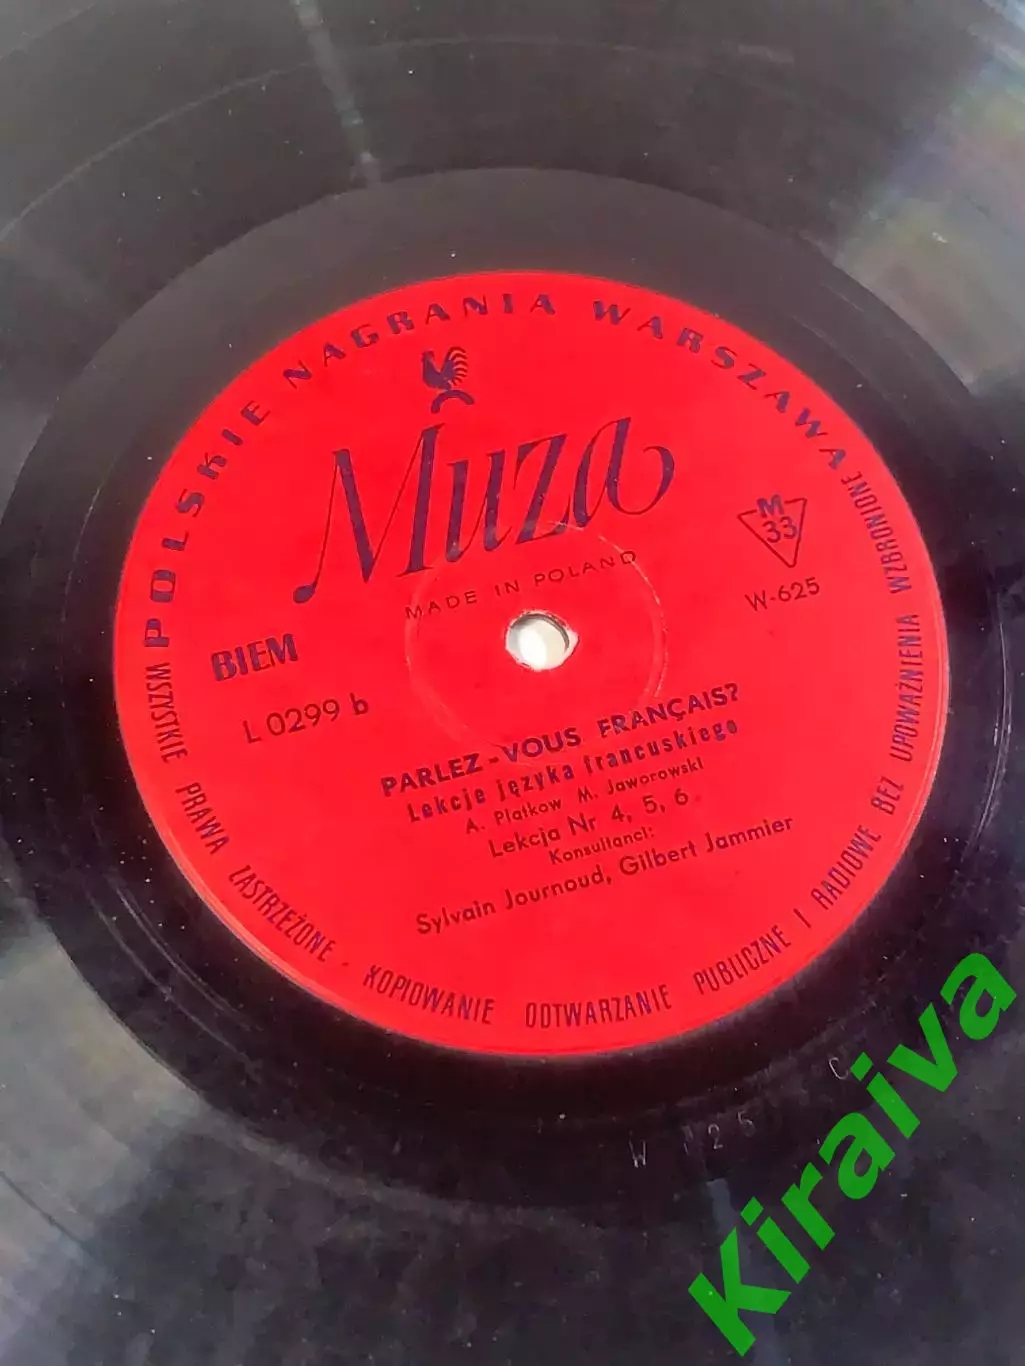 POLSKIE NAGRANIA WARSZAWA
Muza
MADE IN POLAND
M
33
W-625
BIEM
L 0299 b
PARLEZ-VOUS FRANÇAIS?
Lekcje języka francuskiego
A. Platkow M. Jaworowski
Lekcja Nr 4, 5, 6
Konsultanci:
Sylvain Journoud, Gilbert Jammier
WSZYSTKIE PRAWA ZASTRZEŻONE · KOPIOWANIE ODTWARZANIE PUBLICZNE I RADIOWE BEZ UPOWAŻNIENIA WZBRONIONE
Kiraiva